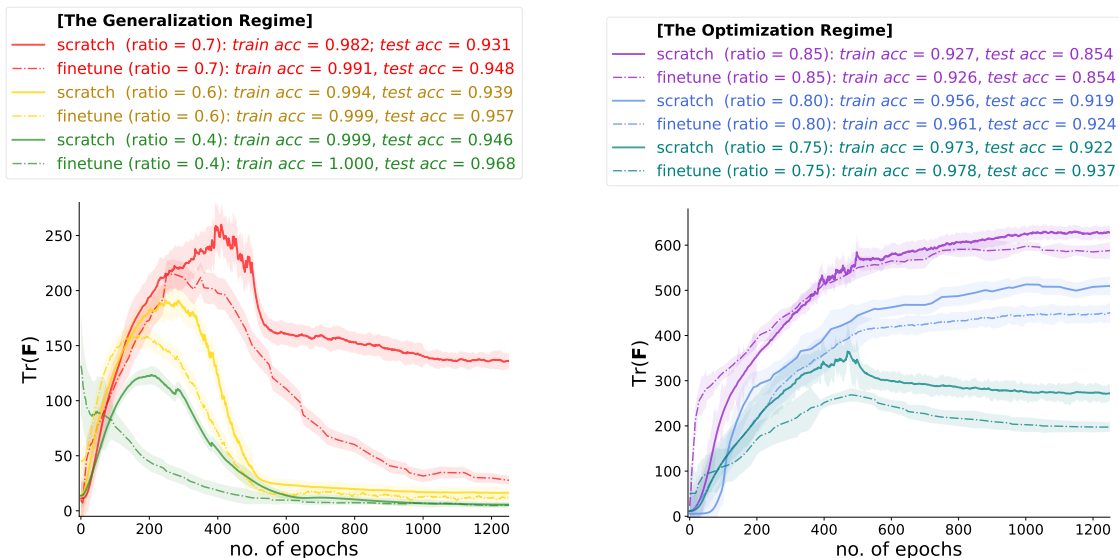 [The Generalization Regime]
scratch (ratio = 0.7): train acc = 0.982; test acc = 0.931
finetune (ratio = 0.7): train acc = 0.991, test acc = 0.948
scratch (ratio = 0.6): train acc = 0.994, test acc = 0.939
finetune (ratio = 0.6): train acc = 0.999, test acc = 0.957
scratch (ratio = 0.4): train acc = 0.999, test acc = 0.946
finetune (ratio = 0.4): train acc = 1.000, test acc = 0.968
250
200
150
100
50
0
Tr(F)
0 200 400 600 800 1000 1200
no. of epochs
[The Optimization Regime]
scratch (ratio = 0.85): train acc = 0.927, test acc = 0.854
finetune (ratio = 0.85): train acc = 0.926, test acc = 0.854
scratch (ratio = 0.80): train acc = 0.956, test acc = 0.919
finetune (ratio = 0.80): train acc = 0.961, test acc = 0.924
scratch (ratio = 0.75): train acc = 0.973, test acc = 0.922
finetune (ratio = 0.75): train acc = 0.978, test acc = 0.937
600
500
400
300
200
100
0
Tr(F)
0 200 400 600 800 1000 1200
no. of epochs